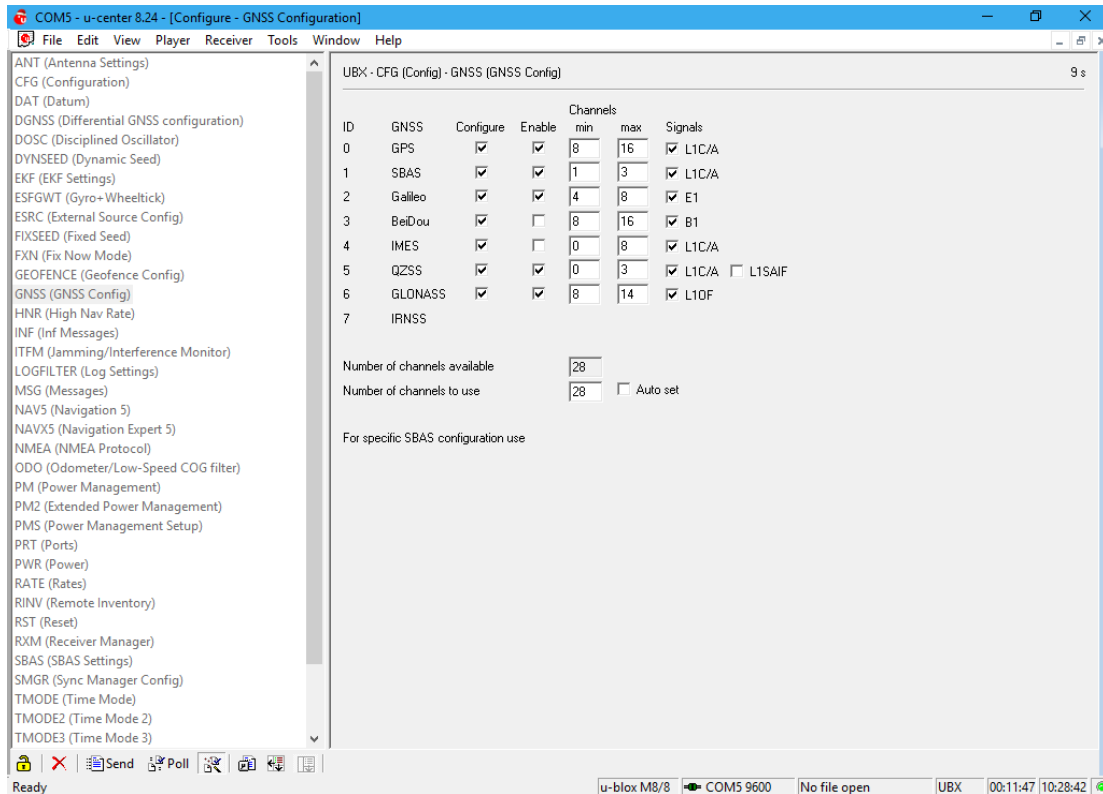 COM5 - u-center 8.24 - [Configure - GNSS Configuration]
File Edit View Player Receiver Tools Window Help
ANT (Antenna Settings)
CFG (Configuration)
DAT (Datum)
DGNSS (Differential GNSS configuration)
DOSC (Disciplined Oscillator)
DYNSEED (Dynamic Seed)
EKF (EKF Settings)
ESFGWT (Gyro+Wheeltick)
ESRC (External Source Config)
FIXSEED (Fixed Seed)
FXN (Fix Now Mode)
GEOFENCE (Geofence Config)
GNSS (GNSS Config)
HNR (High Nav Rate)
INF (Inf Messages)
ITFM (Jamming/Interference Monitor)
LOGFILTER (Log Settings)
MSG (Messages)
NAV5 (Navigation 5)
NAVX5 (Navigation Expert 5)
NMEA (NMEA Protocol)
ODO (Odometer/Low-Speed COG filter)
PM (Power Management)
PM2 (Extended Power Management)
PMS (Power Management Setup)
PRT (Ports)
PWR (Power)
RATE (Rates)
RINV (Remote Inventory)
RST (Reset)
RXM (Receiver Manager)
SBAS (SBAS Settings)
SMGR (Sync Manager Config)
TMODE (Time Mode)
TMODE2 (Time Mode 2)
TMODE3 (Time Mode 3)
UBX - CFG (Config) - GNSS (GNSS Config) 9 s
Channels
ID GNSS Configure Enable min max Signals
0 GPS 8 16 L1C/A
1 SBAS 1 3 L1C/A
2 Galileo 4 8 E1
3 BeiDou 8 16 B1
4 IMES 0 8 L1C/A
5 QZSS 0 3 L1C/A L1SAIF
6 GLONASS 8 14 L1OF
7 IRNSS
Number of channels available 28
Number of channels to use 28 Auto set
For specific SBAS configuration use
Send Poll
Ready u-blox M8/8 COM5 9600 No file open UBX 00:11:47 10:28:42